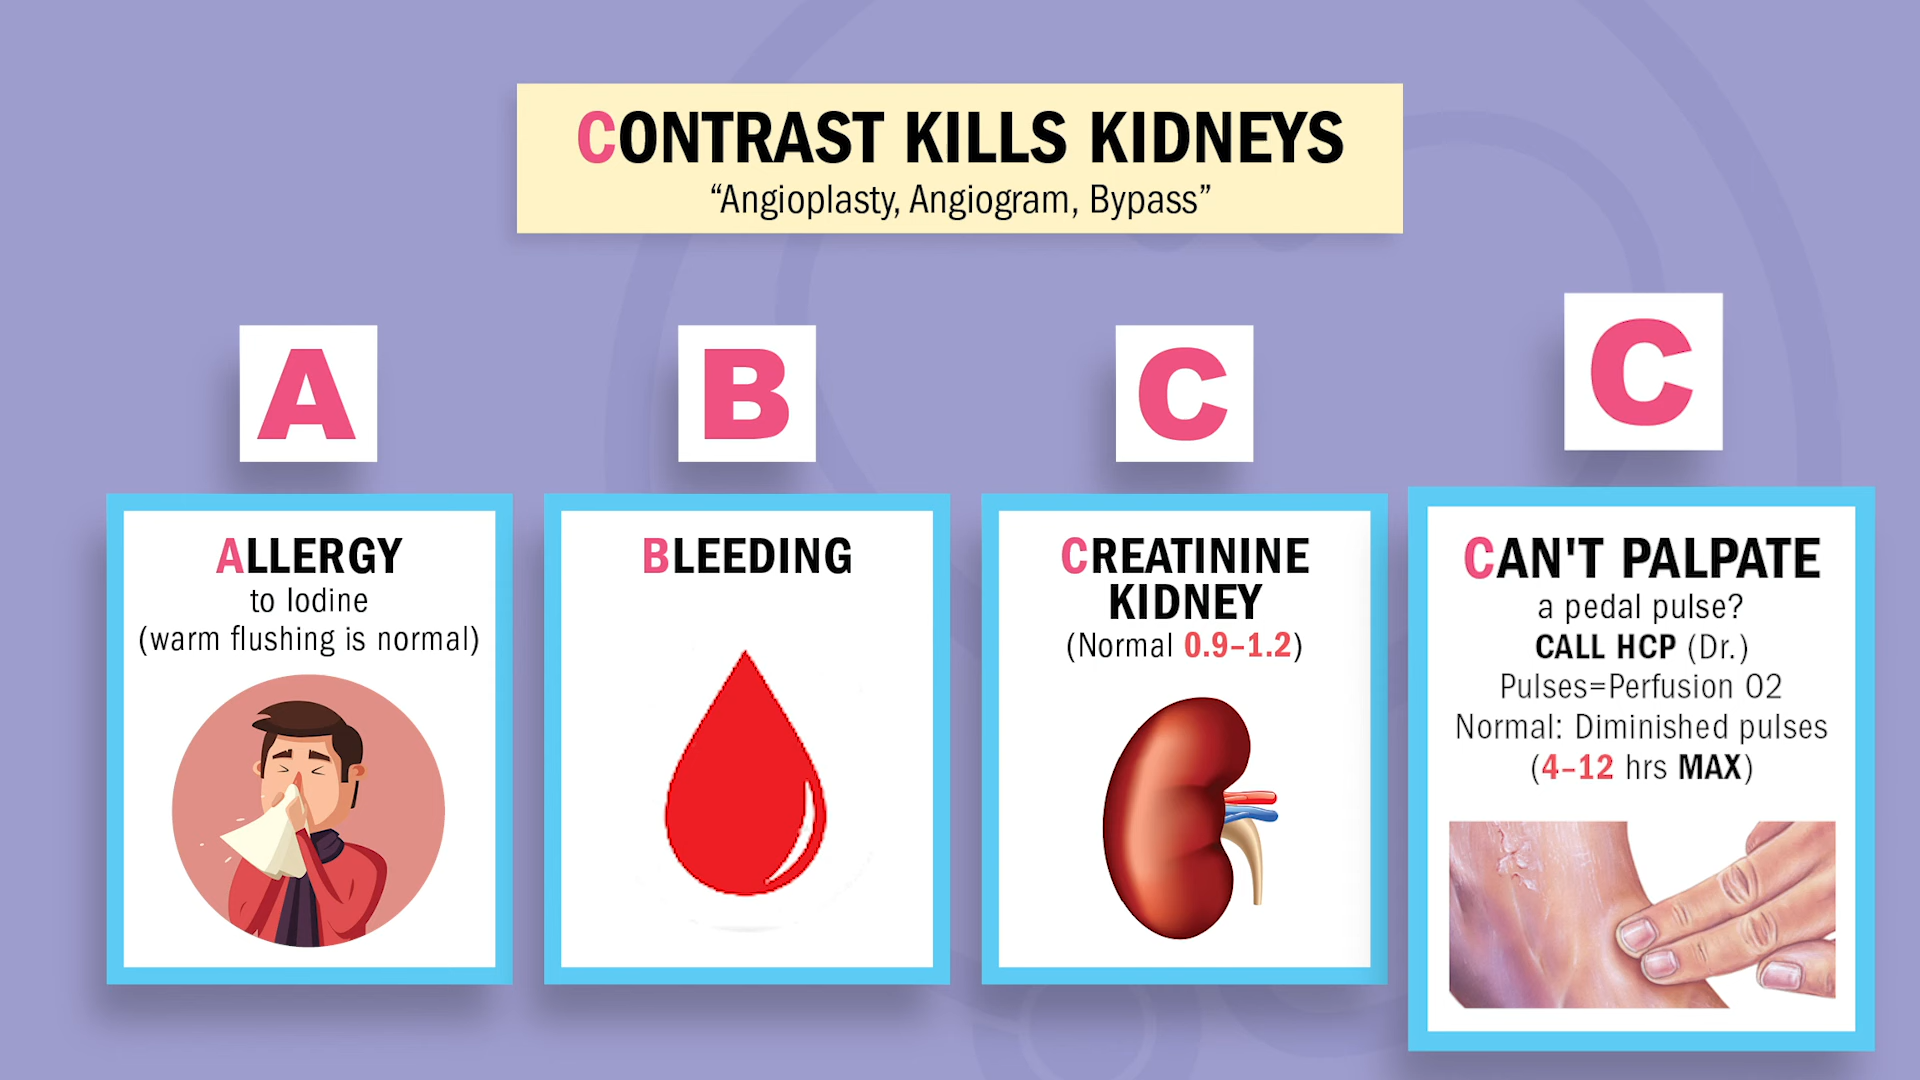 CONTRAST KILLS KIDNEYS
“Angioplasty, Angiogram, Bypass”
A
B
C
C
ALLERGY
to Iodine
(warm flushing is normal)
BLEEDING
CREATININE
KIDNEY
(Normal 0.9–1.2)
CAN'T PALPATE
a pedal pulse?
CALL HCP (Dr.)
Pulses=Perfusion O2
Normal: Diminished pulses
(4–12 hrs MAX)